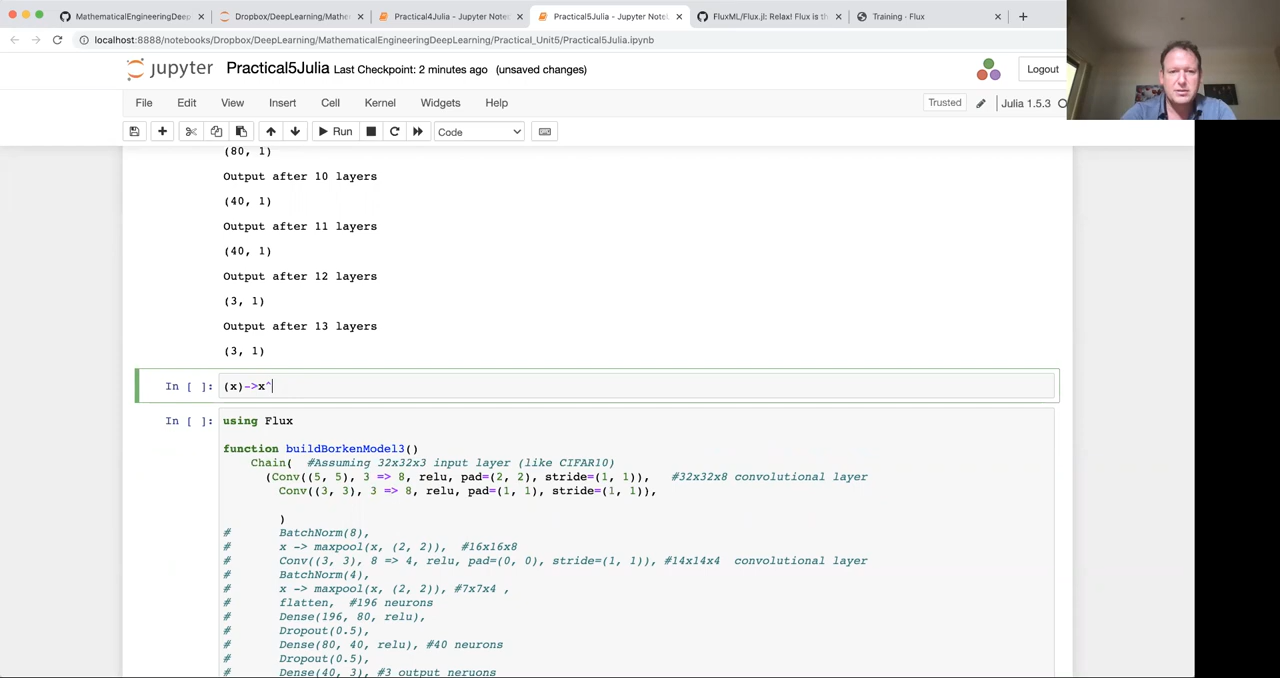 MathematicalEngineeringDeep
Dropbox/DeepLearning/Mathe
Practical4Julia - Jupyter Note
Practical5Julia - Jupyter Note
FluxML/Flux.jl: Relax! Flux is th
Training · Flux
localhost:8888/notebooks/Dropbox/DeepLearning/MathematicalEngineeringDeepLearning/Practical_Unit5/Practical5Julia.ipynb
jupyter Practical5Julia Last Checkpoint: 2 minutes ago (unsaved changes)
Logout
File Edit View Insert Cell Kernel Widgets Help
Trusted
Julia 1.5.3
Run
Code
(80, 1)
Output after 10 layers
(40, 1)
Output after 11 layers
(40, 1)
Output after 12 layers
(3, 1)
Output after 13 layers
(3, 1)
In [ ]: (x)->x^
In [ ]: using Flux
function buildBorkenModel3()
Chain( #Assuming 32x32x3 input layer (like CIFAR10)
(Conv((5, 5), 3 => 8, relu, pad=(2, 2), stride=(1, 1)), #32x32x8 convolutional layer
Conv((3, 3), 3 => 8, relu, pad=(1, 1), stride=(1, 1)),
)
# BatchNorm(8),
# x -> maxpool(x, (2, 2)), #16x16x8
# Conv((3, 3), 8 => 4, relu, pad=(0, 0), stride=(1, 1)), #14x14x4 convolutional layer
# BatchNorm(4),
# x -> maxpool(x, (2, 2)), #7x7x4 ,
# flatten, #196 neurons
# Dense(196, 80, relu),
# Dropout(0.5),
# Dense(80, 40, relu), #40 neurons
# Dropout(0.5),
# Dense(40, 3), #3 output neruons